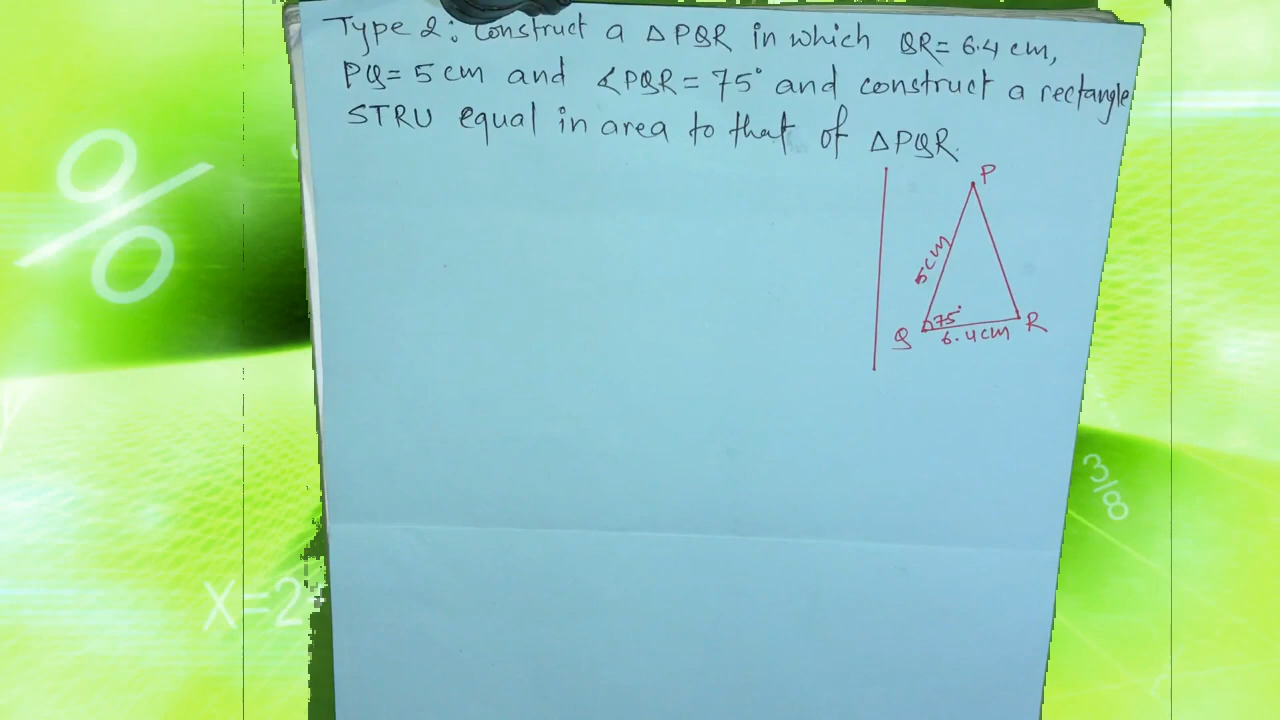 Type 2: Construct a △PQR in which QR = 6.4 cm,
PQ = 5 cm and ∠PQR = 75° and construct a rectangle
STRU equal in area to that of △PQR.
P
5cm
75°
Q
R
6.4cm
%
3/8
X=2